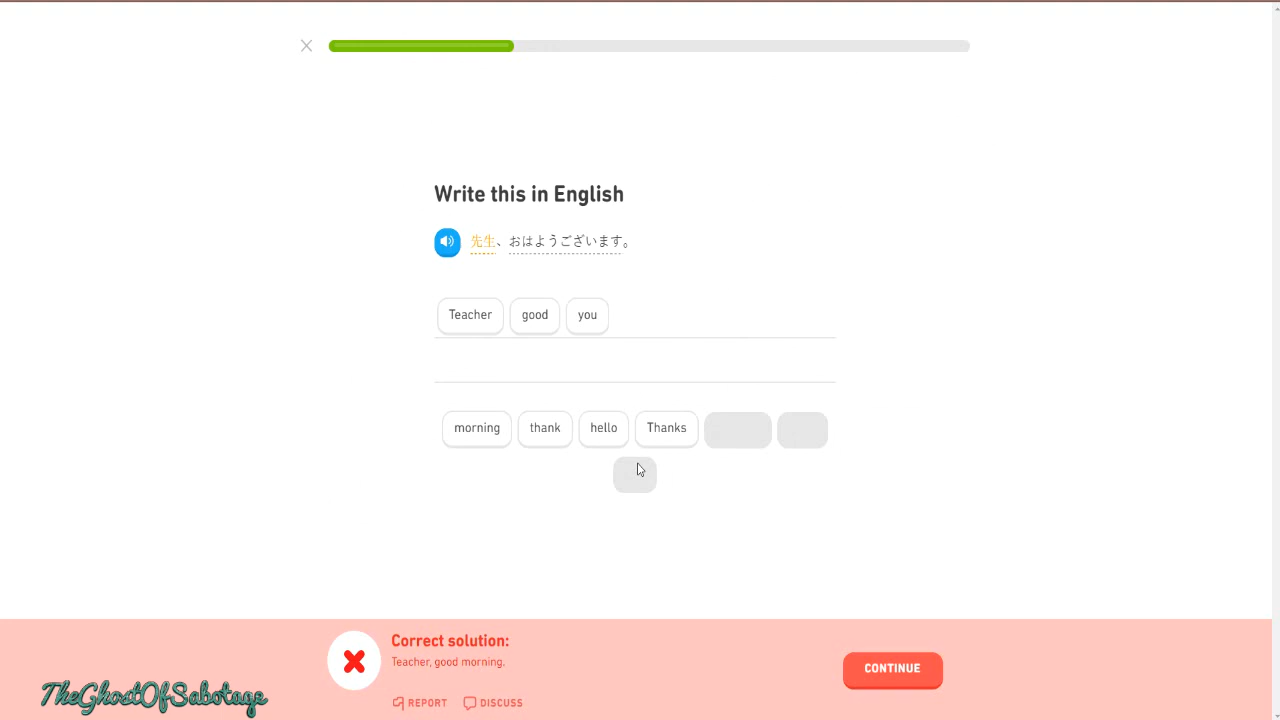 Write this in English
先生、おはようございます。
Teacher good you
morning thank hello Thanks
Correct solution:
Teacher, good morning.
REPORT DISCUSS
CONTINUE
TheGhostOfSabotage